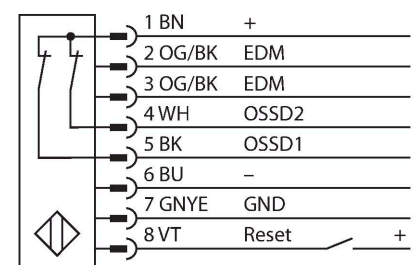 1 BN +
2 OG/BK EDM
3 OG/BK EDM
4 WH OSSD2
5 BK OSSD1
6 BU –
7 GNYE GND
8 VT Reset +